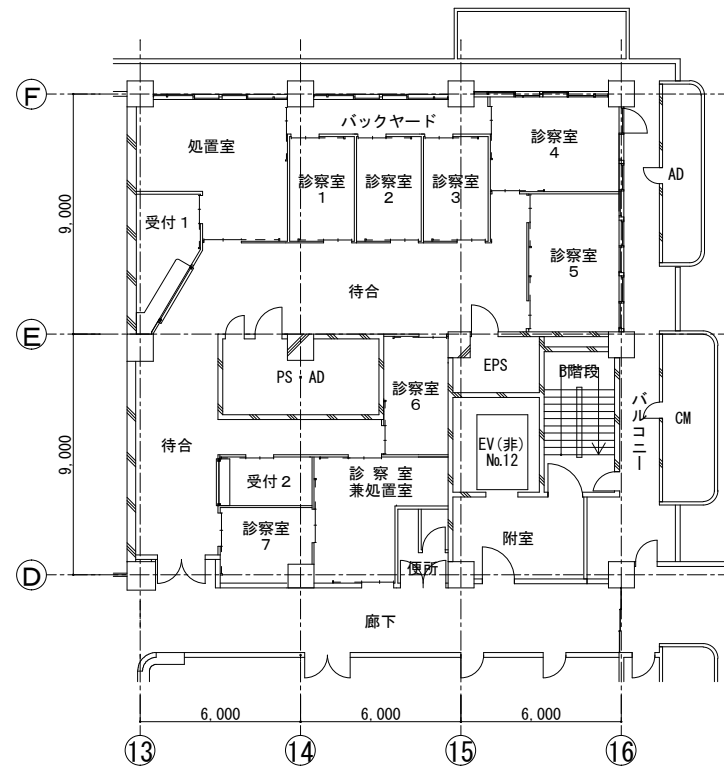 F
バックヤード
処置室
診察室
4
診察室
1
診察室
2
診察室
3
AD
受付1
9,000
診察室
5
待合
E
EPS
B階段
PS・AD
診察室
6
バルコニー
CM
待合
9,000
EV(非)
No.12
受付2
診察室
兼処置室
診察室
7
附室
便所
D
廊下
6,000
6,000
6,000
13
14
15
16